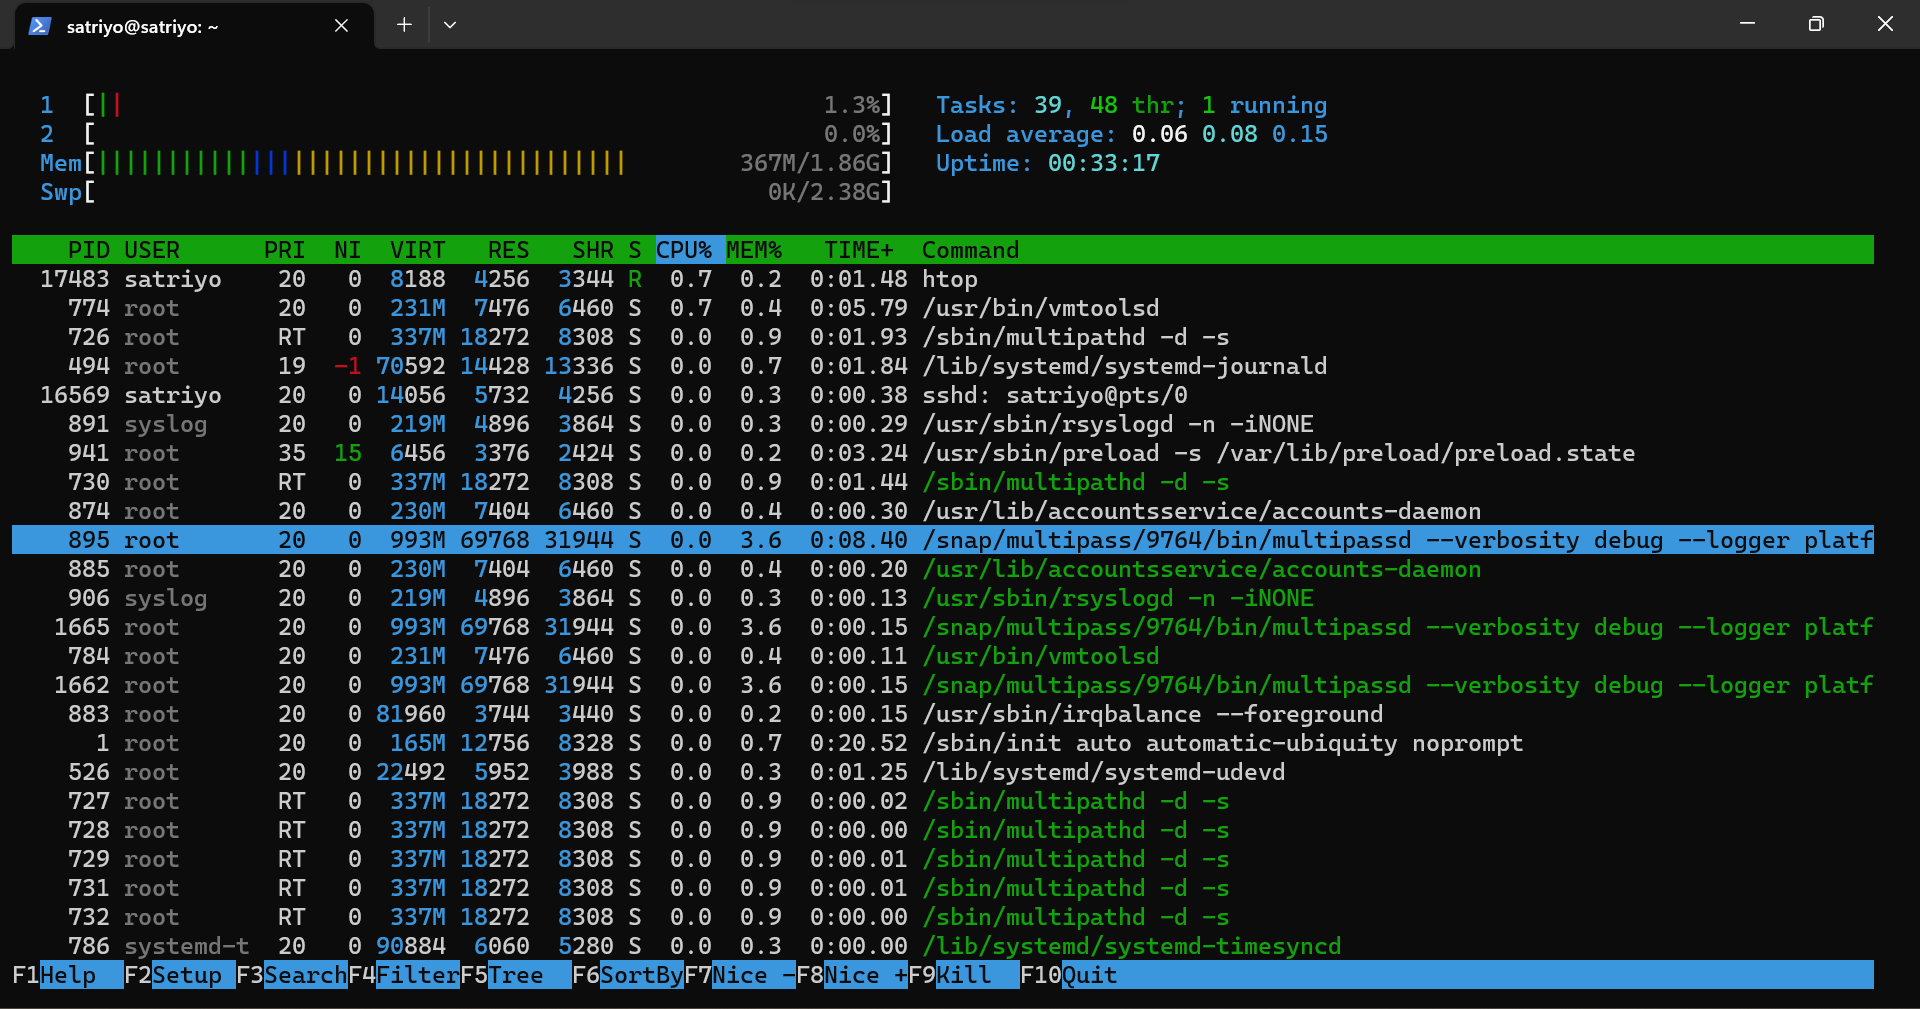 satriyo@satriyo: ~
1 [|| 1.3%] Tasks: 39, 48 thr; 1 running
2 [ 0.0%] Load average: 0.06 0.08 0.15
Mem[|||||||||||||||||||||||||||||||||||||| 367M/1.86G] Uptime: 00:33:17
Swp[ 0K/2.38G]
PID USER PRI NI VIRT RES SHR S CPU% MEM% TIME+ Command
17483 satriyo 20 0 8188 4256 3344 R 0.7 0.2 0:01.48 htop
774 root 20 0 231M 7476 6460 S 0.7 0.4 0:05.79 /usr/bin/vmtoolsd
726 root RT 0 337M 18272 8308 S 0.0 0.9 0:01.93 /sbin/multipathd -d -s
494 root 19 -1 70592 14428 13336 S 0.0 0.7 0:01.84 /lib/systemd/systemd-journald
16569 satriyo 20 0 14056 5732 4256 S 0.0 0.3 0:00.38 sshd: satriyo@pts/0
891 syslog 20 0 219M 4896 3864 S 0.0 0.3 0:00.29 /usr/sbin/rsyslogd -n -iNONE
941 root 35 15 6456 3376 2424 S 0.0 0.2 0:03.24 /usr/sbin/preload -s /var/lib/preload/preload.state
730 root RT 0 337M 18272 8308 S 0.0 0.9 0:01.44 /sbin/multipathd -d -s
874 root 20 0 230M 7404 6460 S 0.0 0.4 0:00.30 /usr/lib/accountsservice/accounts-daemon
895 root 20 0 993M 69768 31944 S 0.0 3.6 0:08.40 /snap/multipass/9764/bin/multipassd --verbosity debug --logger platf
885 root 20 0 230M 7404 6460 S 0.0 0.4 0:00.20 /usr/lib/accountsservice/accounts-daemon
906 syslog 20 0 219M 4896 3864 S 0.0 0.3 0:00.13 /usr/sbin/rsyslogd -n -iNONE
1665 root 20 0 993M 69768 31944 S 0.0 3.6 0:00.15 /snap/multipass/9764/bin/multipassd --verbosity debug --logger platf
784 root 20 0 231M 7476 6460 S 0.0 0.4 0:00.11 /usr/bin/vmtoolsd
1662 root 20 0 993M 69768 31944 S 0.0 3.6 0:00.15 /snap/multipass/9764/bin/multipassd --verbosity debug --logger platf
883 root 20 0 81960 3744 3440 S 0.0 0.2 0:00.15 /usr/sbin/irqbalance --foreground
1 root 20 0 165M 12756 8328 S 0.0 0.7 0:20.52 /sbin/init auto automatic-ubiquity noprompt
526 root 20 0 22492 5952 3988 S 0.0 0.3 0:01.25 /lib/systemd/systemd-udevd
727 root RT 0 337M 18272 8308 S 0.0 0.9 0:00.02 /sbin/multipathd -d -s
728 root RT 0 337M 18272 8308 S 0.0 0.9 0:00.00 /sbin/multipathd -d -s
729 root RT 0 337M 18272 8308 S 0.0 0.9 0:00.01 /sbin/multipathd -d -s
731 root RT 0 337M 18272 8308 S 0.0 0.9 0:00.01 /sbin/multipathd -d -s
732 root RT 0 337M 18272 8308 S 0.0 0.9 0:00.00 /sbin/multipathd -d -s
786 systemd-t 20 0 90884 6060 5280 S 0.0 0.3 0:00.00 /lib/systemd/systemd-timesyncd
F1Help F2Setup F3SearchF4FilterF5Tree F6SortByF7Nice -F8Nice +F9Kill F10Quit